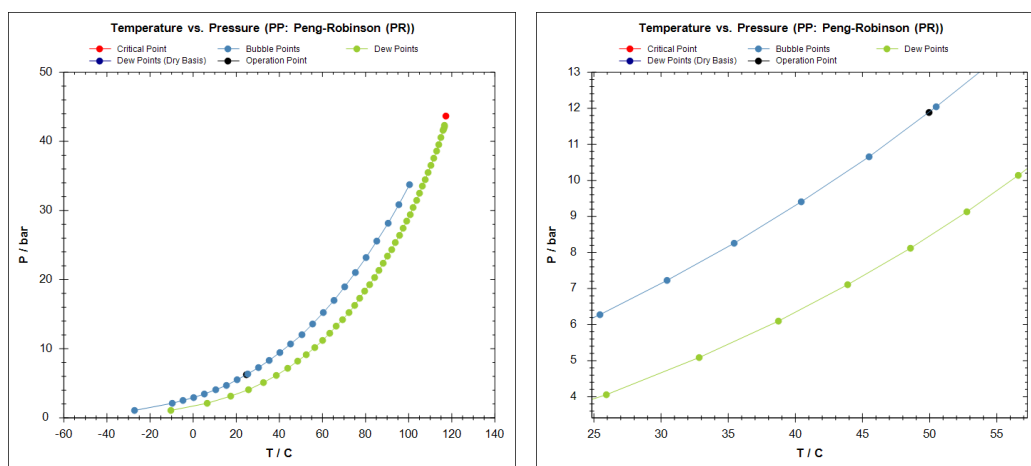 Temperature vs. Pressure (PP: Peng-Robinson (PR))
Critical Point Bubble Points Dew Points
Dew Points (Dry Basis) Operation Point
50
40
30
20
10
0
P / bar
-60 -40 -20 0 20 40 60 80 100 120 140
T / C
Temperature vs. Pressure (PP: Peng-Robinson (PR))
Critical Point Bubble Points Dew Points
Dew Points (Dry Basis) Operation Point
13
12
11
10
9
8
7
6
5
4
P / bar
25 30 35 40 45 50 55
T / C